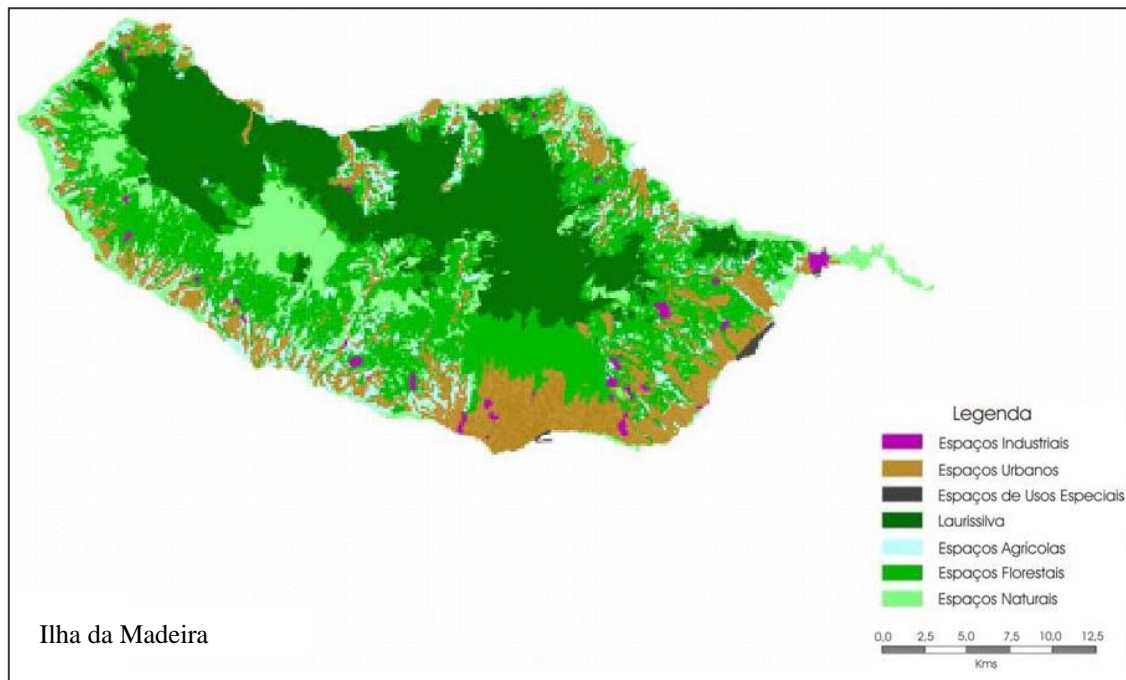 Legenda
Espaços Industriais
Espaços Urbanos
Espaços de Usos Especiais
Laurissilva
Espaços Agrícolas
Espaços Florestais
Espaços Naturais
Ilha da Madeira
0,0 2,5 5,0 7,5 10,0 12,5
Kms